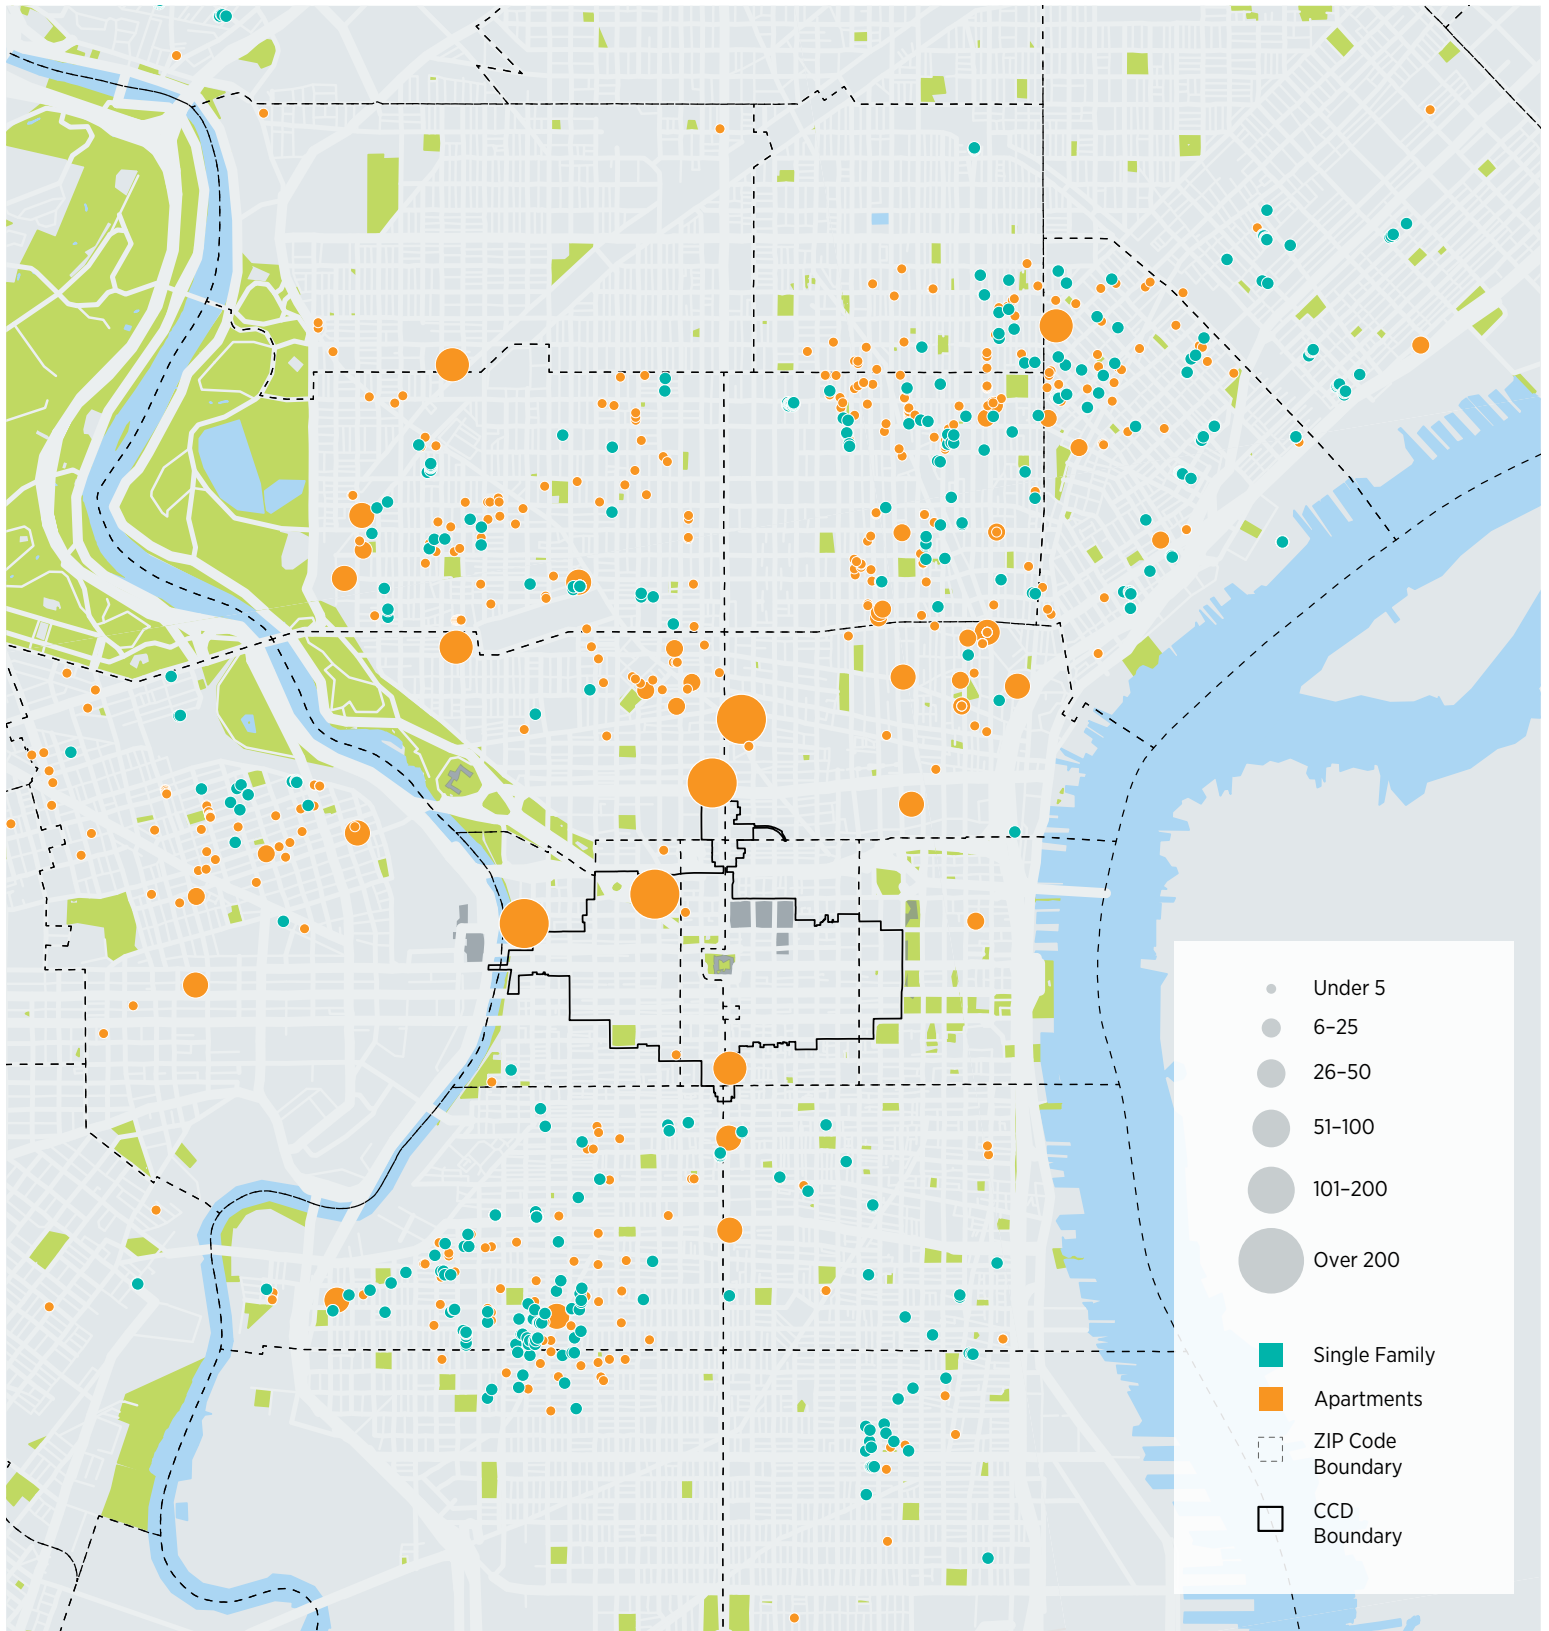 Under 5
6–25
26–50
51–100
101–200
Over 200
Single Family
Apartments
ZIP Code
Boundary
CCD
Boundary